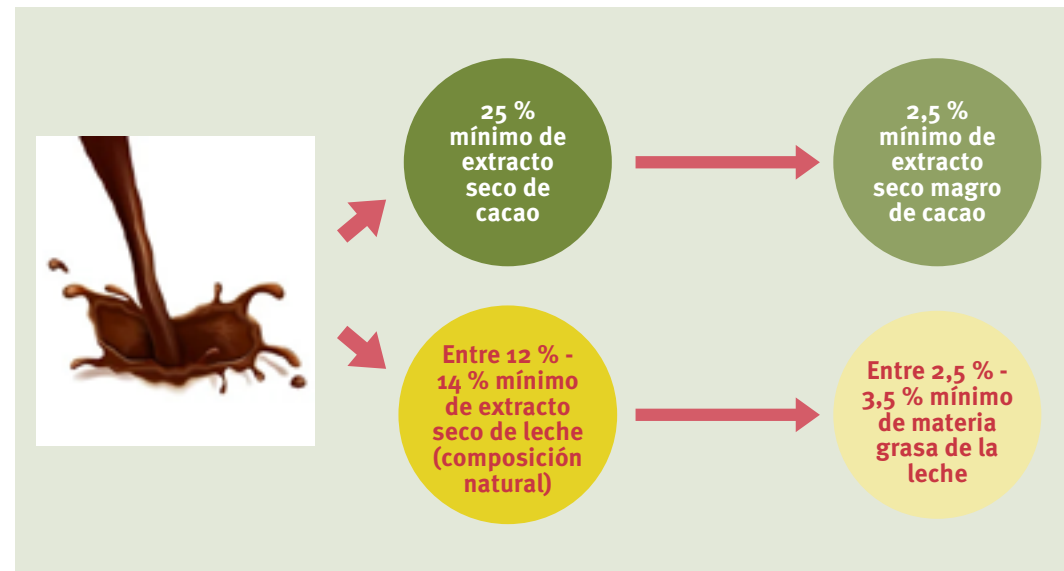 25 %
mínimo de
extracto
seco de
cacao
2,5 %
mínimo de
extracto
seco magro
de cacao
Entre 12 % -
14 % mínimo
de extracto
seco de leche
(composición
natural)
Entre 2,5 % -
3,5 % mínimo
de materia
grasa de la
leche